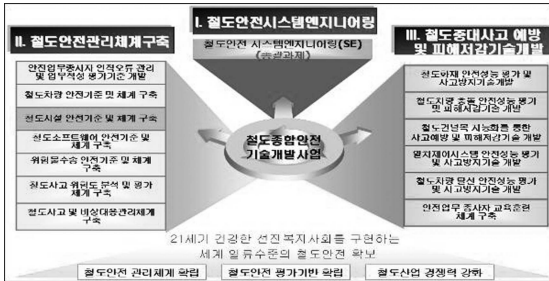 I. 철도안전시스템엔지니어링
철도안전 시스템엔지니어링(SE)
(총괄과제)
II. 철도안전관리체계구축
안전업무종사자 인적오류 관리
및 업무적성 평가기준 개발
철도차량 안전기준 및 체계 구축
철도시설 안전기준 및 체계 구축
철도소프트웨어 안전기준 및
체계 구축
위험물수송 안전기준 및 체계
구축
철도사고 위험도 분석 및 평가
체계 구축
철도사고 및 비상대응관리체계
구축
III. 철도중대사고 예방
및 피해저감기술개발
철도화재 안전성능 평가 및
사고방지기술개발
철도차량 충돌 안전성능 평가
및 피해저감기술 개발
철도건널목 지능화를 통한
사고예방 및 피해저감기술 개발
열차제어시스템 안전성능 평가
및 사고방지기술 개발
철도차량 탈선 안전성능 평가
및 사고방지기술 개발
안전업무 종사자 교육훈련
체계 구축
철도종합안전
기술개발사업
21세기 건강한 선진복지사회를 구현하는
세계 일류수준의 철도안전 확보
철도안전 관리체계 확립
철도안전 평가기반 확립
철도산업 경쟁력 강화